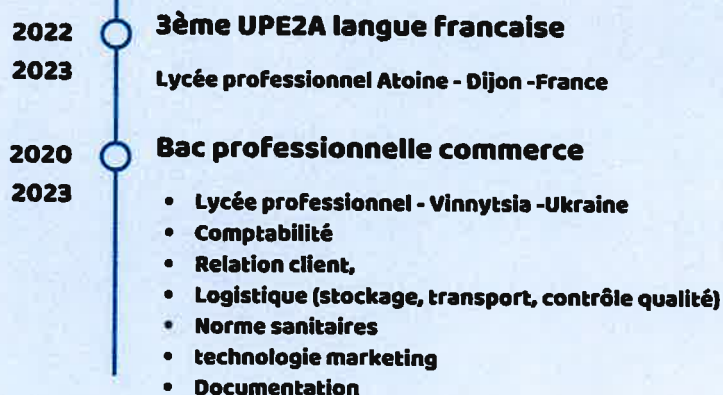 2022
2023
3ème UPE2A langue francaise
Lycée professionnel Atoine - Dijon -France
2020
2023
Bac professionnelle commerce
• Lycée professionnel - Vinnytsia -Ukraine
• Comptabilité
• Relation client,
• Logistique (stockage, transport, contrôle qualité)
• Norme sanitaires
• technologie marketing
• Documentation